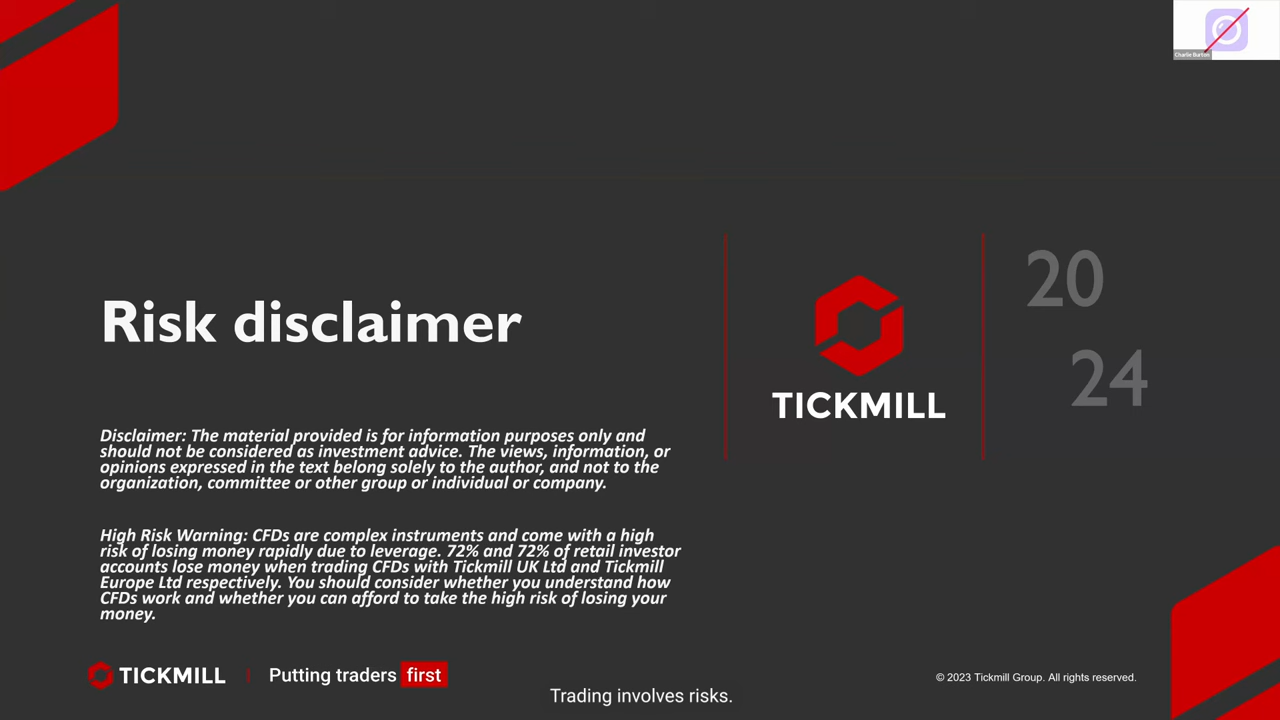 Charlie Burton
Risk disclaimer
TICKMILL
20
24
Disclaimer: The material provided is for information purposes only and
should not be considered as investment advice. The views, information, or
opinions expressed in the text belong solely to the author, and not to the
organization, committee or other group or individual or company.
High Risk Warning: CFDs are complex instruments and come with a high
risk of losing money rapidly due to leverage. 72% and 72% of retail investor
accounts lose money when trading CFDs with Tickmill UK Ltd and Tickmill
Europe Ltd respectively. You should consider whether you understand how
CFDs work and whether you can afford to take the high risk of losing your
money.
TICKMILL | Putting traders first
© 2023 Tickmill Group. All rights reserved.
Trading involves risks.